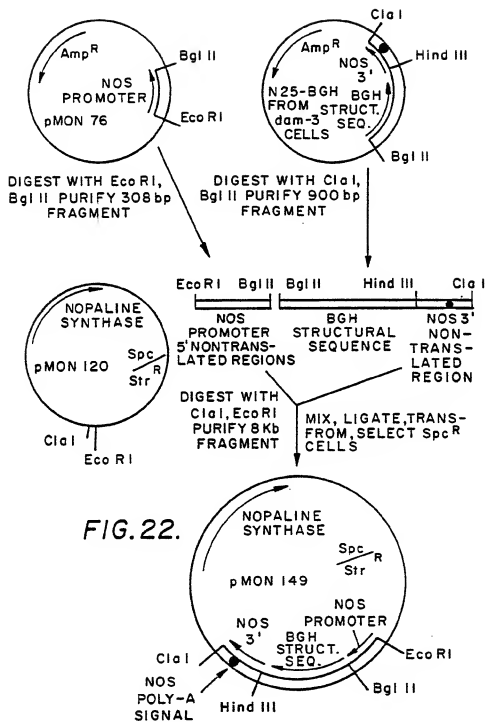 Cla I
Bgl II
Hind III
Amp R
Amp R
NOS
PROMOTER
pMON 76
Eco RI
NOS
3'
N25-BGH
FROM
dam-3
CELLS
BGH
STRUCT.
SEQ.
Bgl II
DIGEST WITH Eco RI,
Bgl II PURIFY 308 bp
FRAGMENT
DIGEST WITH Cla I,
Bgl II PURIFY 900 bp
FRAGMENT
Eco RI Bgl II Bgl II Hind III Cla I
NOS
PROMOTER
5' NONTRANS-
LATED REGIONS
BGH
STRUCTURAL
SEQUENCE
NOS 3'
NON-
TRANS-
LATED
REGION
NOPALINE
SYNTHASE
pMON 120
Spc
Str R
Cla I
Eco RI
DIGEST WITH
Cla I, Eco RI
PURIFY 8 Kb
FRAGMENT
MIX, LIGATE, TRANS-
FROM, SELECT Spc R
CELLS
FIG. 22.
NOPALINE
SYNTHASE
Spc
Str R
pMON 149
NOS
3'
BGH
STRUCT.
SEQ.
NOS
PROMOTER
Cla I
Eco RI
NOS
POLY-A
SIGNAL
Hind III
Bgl II